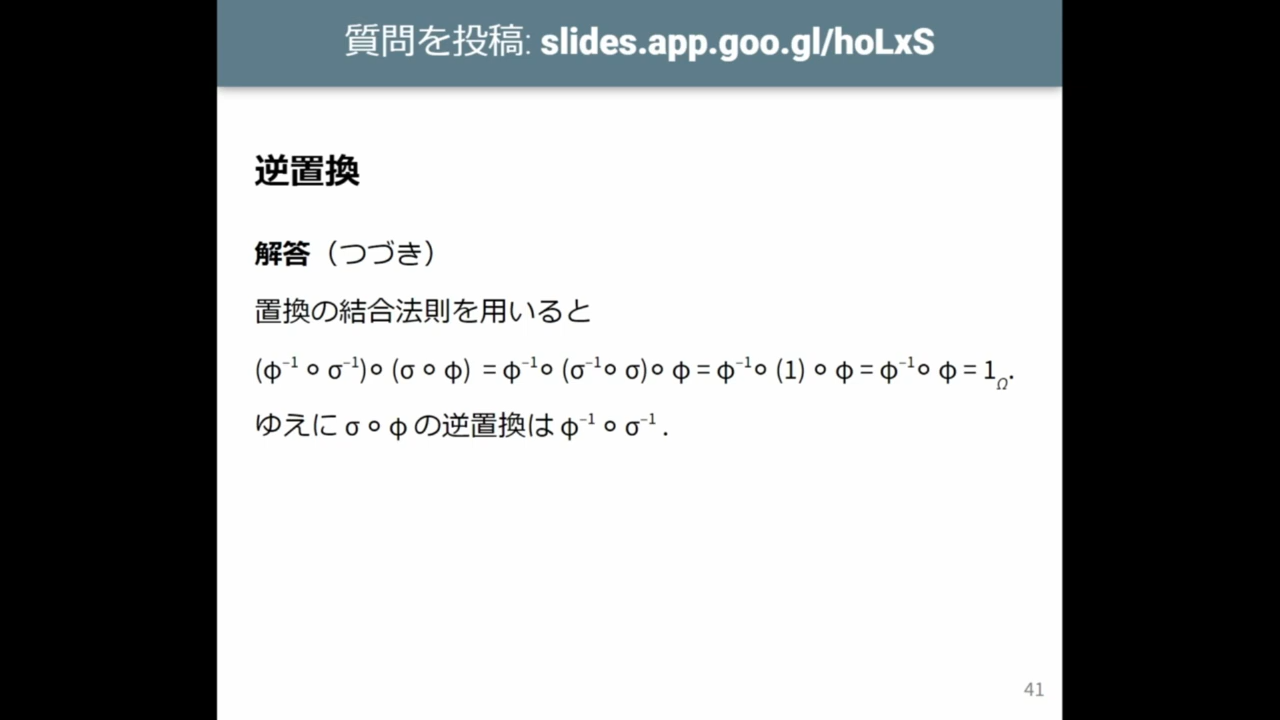 質問を投稿: slides.app.goo.gl/hoLxS
逆置換
解答（つづき）
置換の結合法則を用いると
(φ⁻¹ ∘ σ⁻¹)∘ (σ ∘ φ) = φ⁻¹∘ (σ⁻¹∘ σ)∘ φ = φ⁻¹∘ (1) ∘ φ = φ⁻¹∘ φ = 1_Ω.
ゆえに σ ∘ φ の逆置換は φ⁻¹ ∘ σ⁻¹ .
41